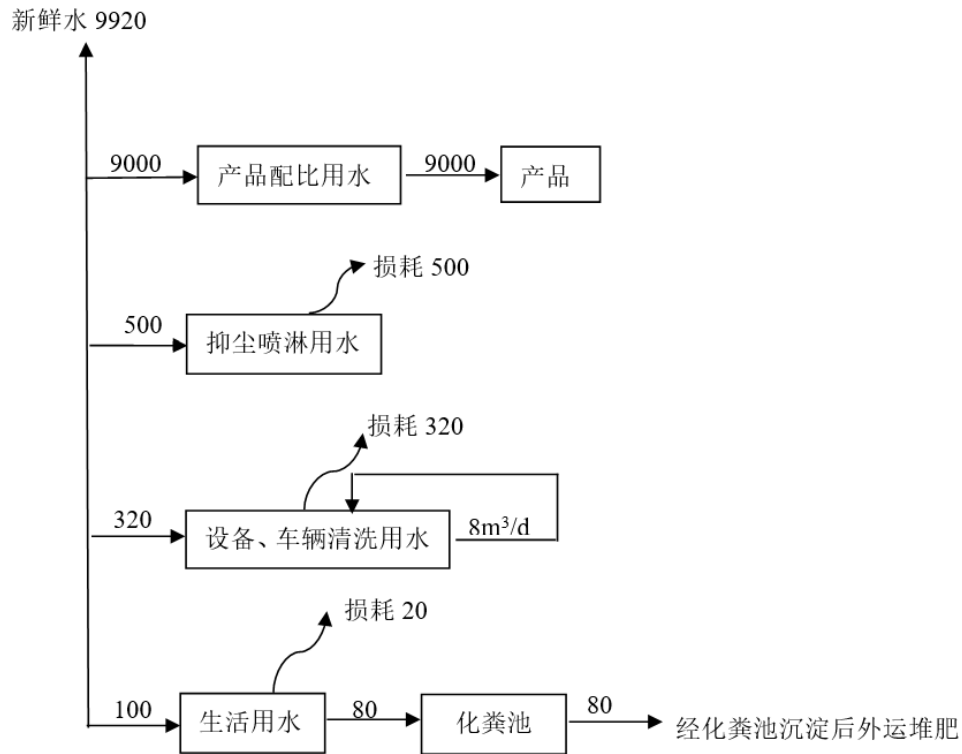 新鲜水 9920
9000
产品配比用水
9000
产品
损耗 500
500
抑尘喷淋用水
损耗 320
320
设备、车辆清洗用水
8m³/d
损耗 20
100
生活用水
80
化粪池
80
经化粪池沉淀后外运堆肥